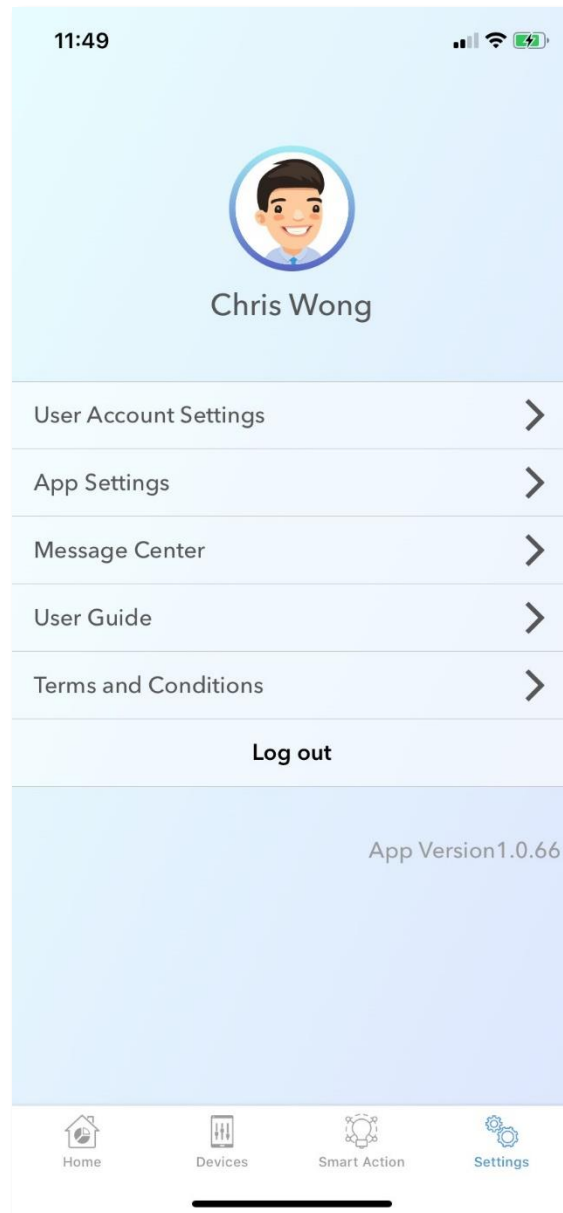 11:49
Chris Wong
User Account Settings
App Settings
Message Center
User Guide
Terms and Conditions
Log out
App Version1.0.66
Home Devices Smart Action Settings